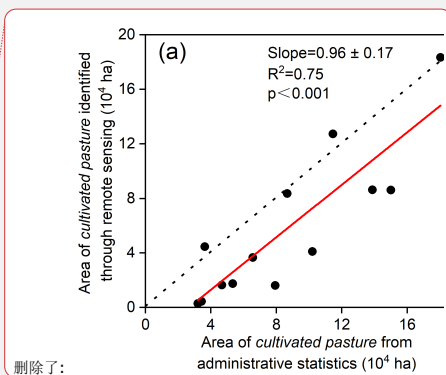 20
(a)
Slope=0.96 ± 0.17
R²=0.75
p＜0.001
16
12
8
4
0
Area of cultivated pasture identified
through remote sensing (10⁴ ha)
0 4 8 12 16
Area of cultivated pasture from
administrative statistics (10⁴ ha)
删除了: